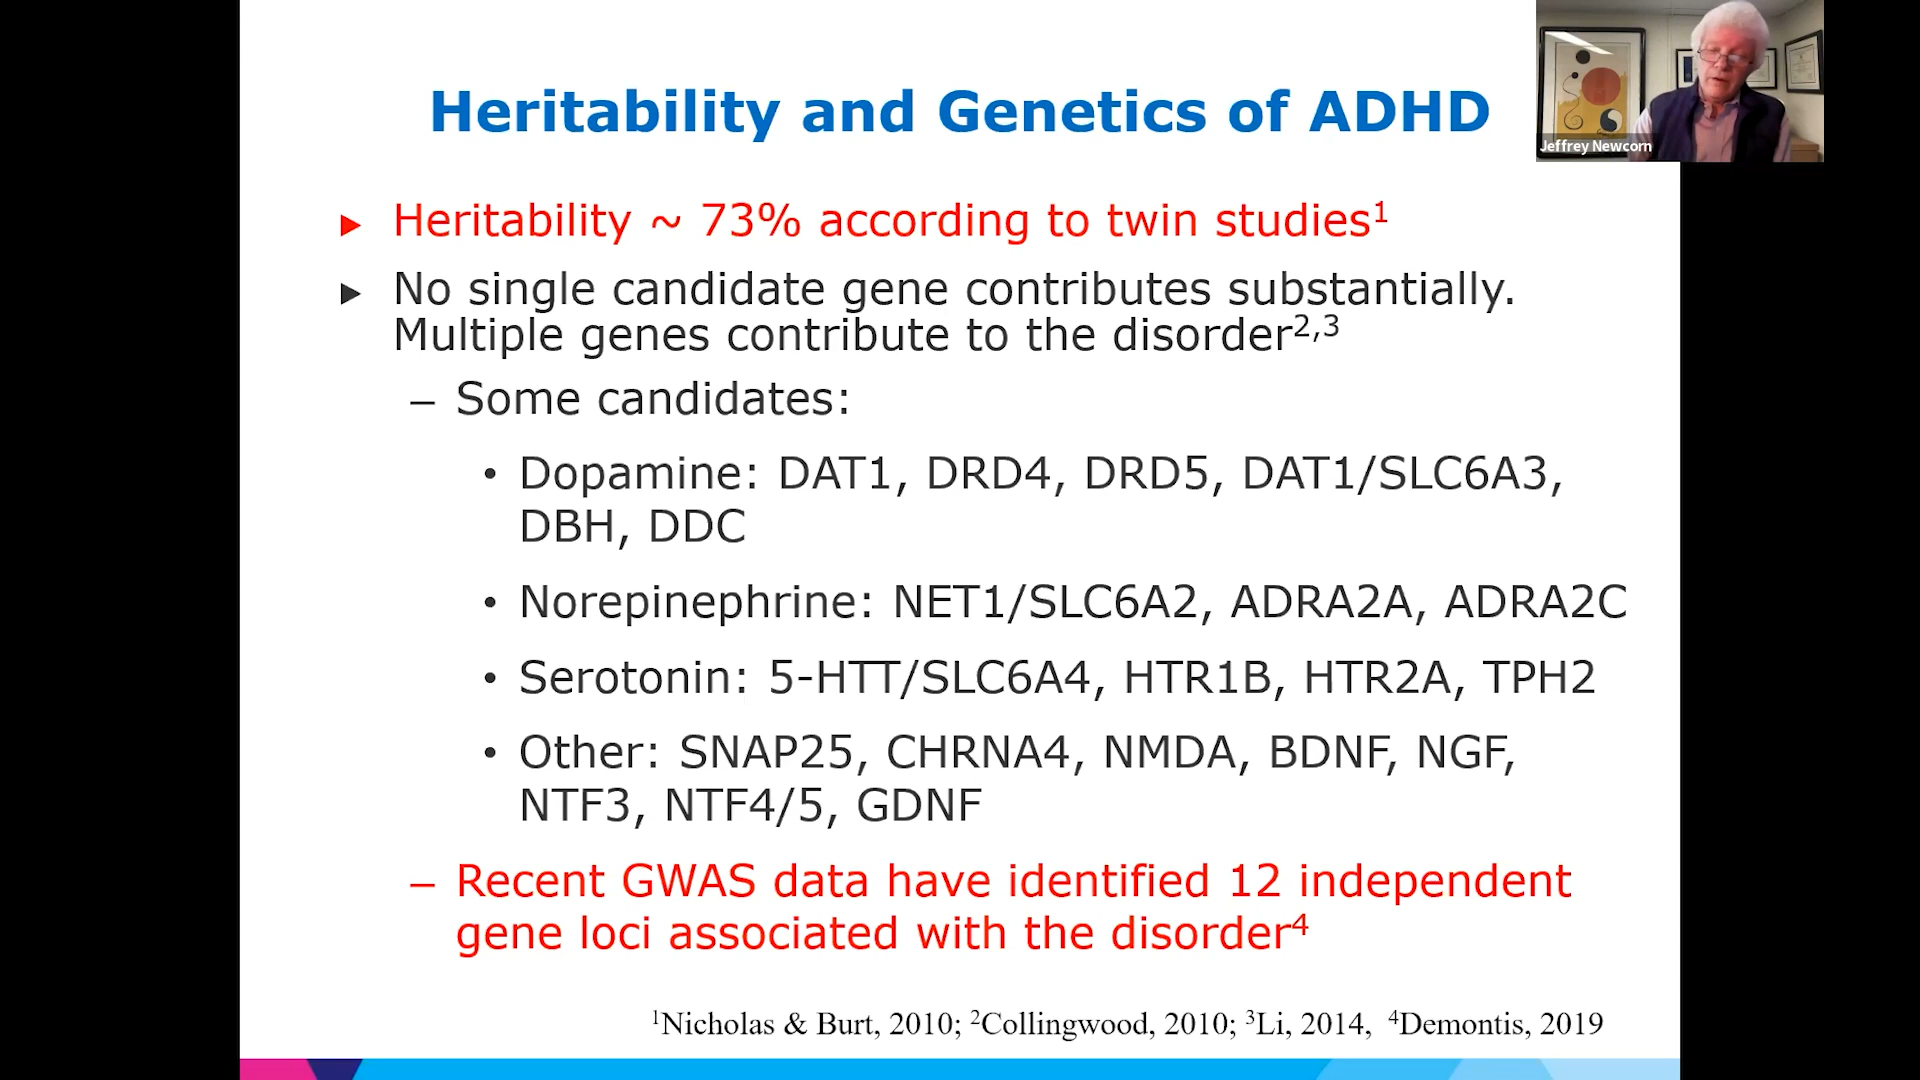 Heritability and Genetics of ADHD
Jeffrey Newcorn
► Heritability ~ 73% according to twin studies¹
► No single candidate gene contributes substantially.
Multiple genes contribute to the disorder²,³
– Some candidates:
• Dopamine: DAT1, DRD4, DRD5, DAT1/SLC6A3,
DBH, DDC
• Norepinephrine: NET1/SLC6A2, ADRA2A, ADRA2C
• Serotonin: 5-HTT/SLC6A4, HTR1B, HTR2A, TPH2
• Other: SNAP25, CHRNA4, NMDA, BDNF, NGF,
NTF3, NTF4/5, GDNF
– Recent GWAS data have identified 12 independent
gene loci associated with the disorder⁴
¹Nicholas & Burt, 2010; ²Collingwood, 2010; ³Li, 2014, ⁴Demontis, 2019